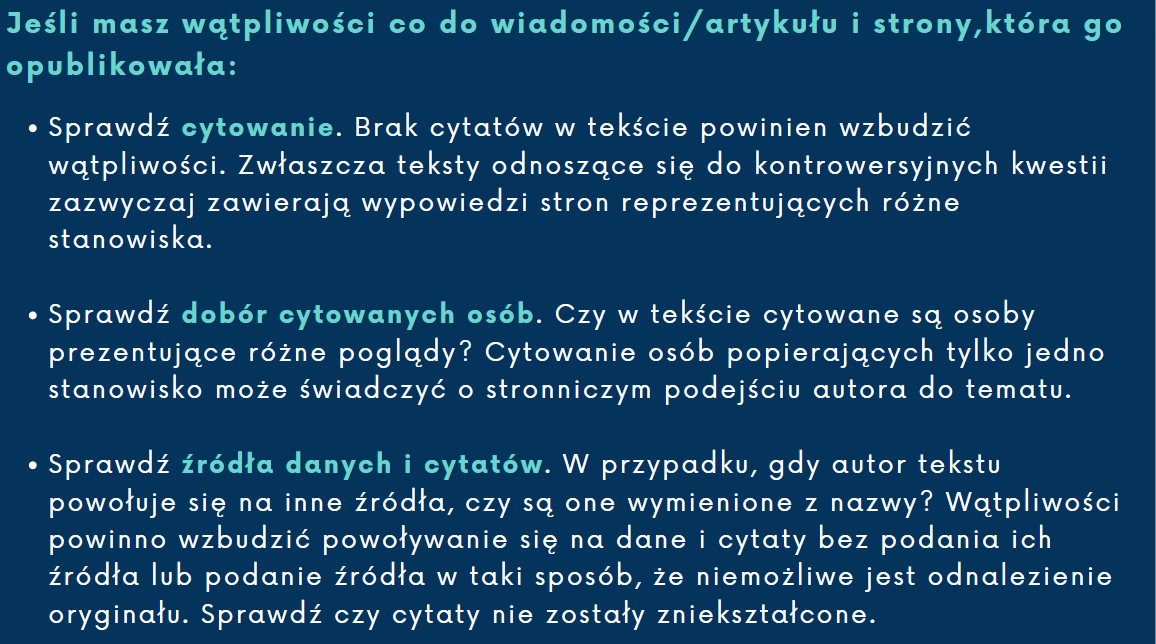 Jeśli masz wątpliwości co do wiadomości/artykułu i strony,która go
opublikowała:
• Sprawdź cytowanie. Brak cytatów w tekście powinien wzbudzić
wątpliwości. Zwłaszcza teksty odnoszące się do kontrowersyjnych kwestii
zazwyczaj zawierają wypowiedzi stron reprezentujących różne
stanowiska.
• Sprawdź dobór cytowanych osób. Czy w tekście cytowane są osoby
prezentujące różne poglądy? Cytowanie osób popierających tylko jedno
stanowisko może świadczyć o stronniczym podejściu autora do tematu.
• Sprawdź źródła danych i cytatów. W przypadku, gdy autor tekstu
powołuje się na inne źródła, czy są one wymienione z nazwy? Wątpliwości
powinno wzbudzić powoływanie się na dane i cytaty bez podania ich
źródła lub podanie źródła w taki sposób, że niemożliwe jest odnalezienie
oryginału. Sprawdź czy cytaty nie zostały zniekształcone.